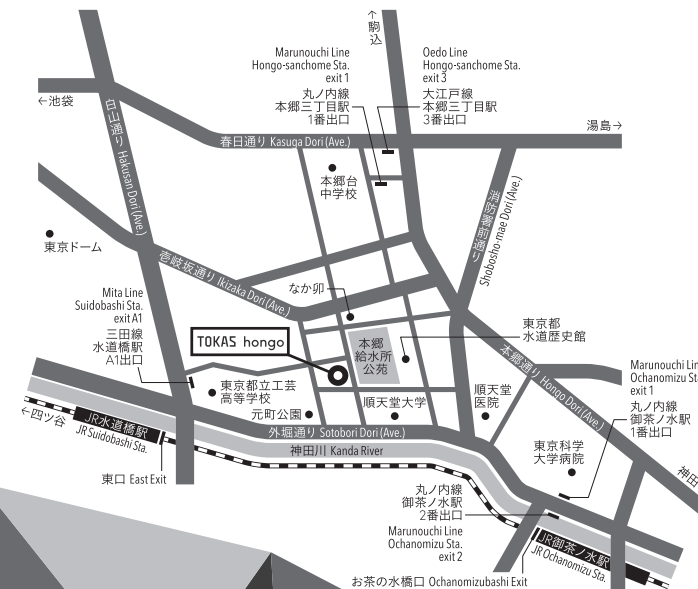 ↑駒込
Marunouchi Line
Hongo-sanchome Sta.
exit 1
丸ノ内線
本郷三丁目駅
1番出口
Oedo Line
Hongo-sanchome Sta.
exit 3
大江戸線
本郷三丁目駅
3番出口
←池袋
湯島→
白山通り Hakusan Dori (Ave.)
春日通り Kasuga Dori (Ave.)
本郷台
中学校
消防署前通り
Shobosho-mae Dori (Ave.)
東京ドーム
壱岐坂通り Ikizaka Dori (Ave.)
なか卯
Mita Line
Suidobashi Sta.
exit A1
三田線
水道橋駅
A1出口
TOKAS hongo
本郷
給水所
公苑
東京都
水道歴史館
本郷通り Hongo Dori (Ave.)
東京都立工芸
高等学校
元町公園
順天堂大学
順天堂
医院
Ochanomizu
exit 1
丸ノ内線
御茶ノ水駅
1番出口
←四ツ谷
JR水道橋駅
JR Suidobashi Sta.
東口 East Exit
外堀通り Sotobori Dori (Ave.)
神田川 Kanda River
東京科学
大学病院
神田
丸ノ内線
御茶ノ水駅
2番出口
Marunouchi Line
Ochanomizu Sta.
exit 2
JR御茶ノ水駅
JR Ochanomizu Sta.
お茶の水橋口 Ochanomizubashi Exit